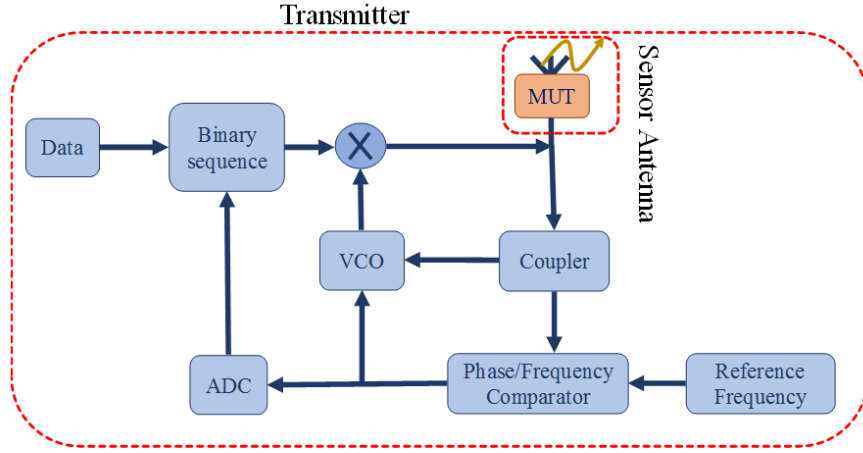 Transmitter
Sensor Antenna
MUT
Data
Binary
sequence
VCO
Coupler
ADC
Phase/Frequency
Comparator
Reference
Frequency